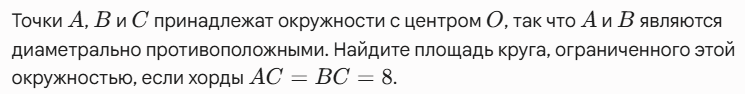 Точки A, B и C принадлежат окружности с центром O, так что A и B являются
диаметрально противоположными. Найдите площадь круга, ограниченного этой
окружностью, если хорды AC = BC = 8.